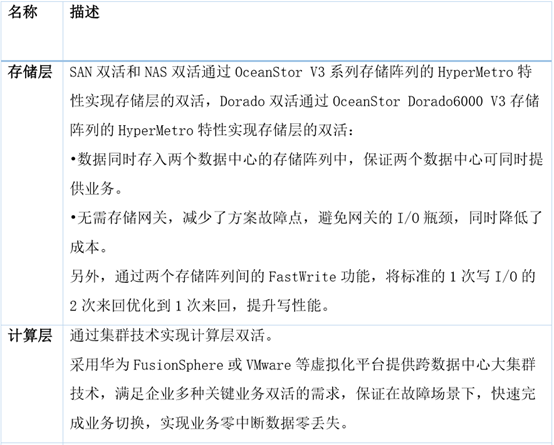 名称 描述
存储层 SAN 双活和 NAS 双活通过 OceanStor V3 系列存储阵列的 HyperMetro 特
性实现存储层的双活，Dorado 双活通过 OceanStor Dorado6000 V3 存储
阵列的 HyperMetro 特性实现存储层的双活：
•数据同时存入两个数据中心的存储阵列中，保证两个数据中心可同时提
供业务。
•无需存储网关，减少了方案故障点，避免网关的 I/O 瓶颈，同时降低了
成本。
另外，通过两个存储阵列间的 FastWrite 功能，将标准的 1 次写 I/O 的
2 次来回优化到 1 次来回，提升写性能。
计算层 通过集群技术实现计算层双活。
采用华为 FusionSphere 或 VMware 等虚拟化平台提供跨数据中心大集群
技术，满足企业多种关键业务双活的需求，保证在故障场景下，快速完
成业务切换，实现业务零中断数据零丢失。